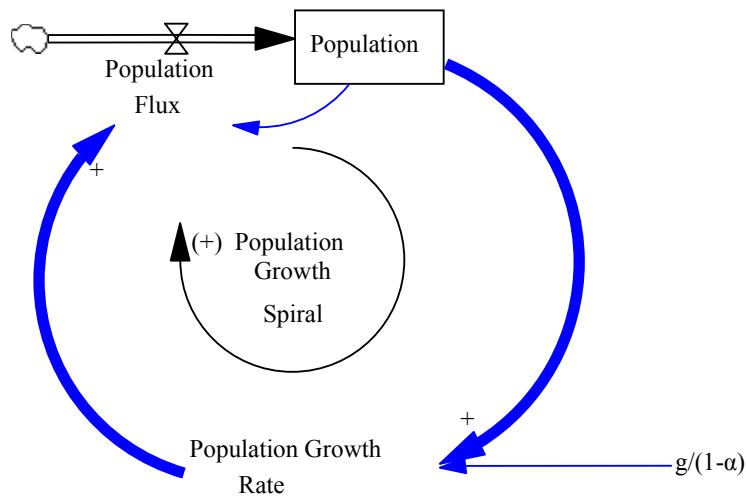 Population
Population
Flux
+
(+) Population
Growth
Spiral
+
Population Growth
Rate
g/(1-α)